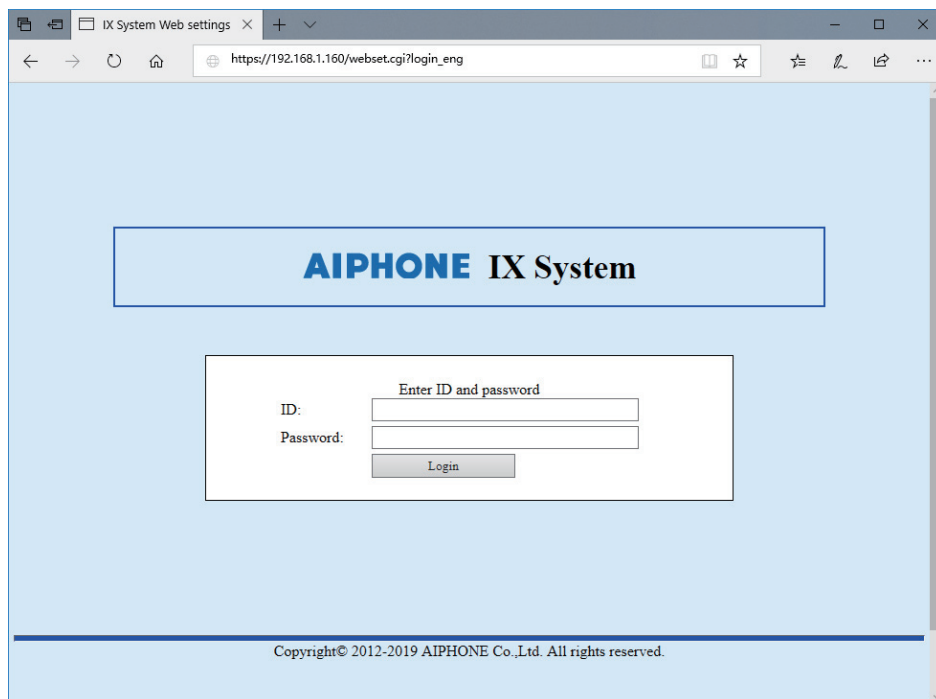 IX System Web settings
https://192.168.1.160/webset.cgi?login_eng
AIPHONE IX System
Enter ID and password
ID:
Password:
Login
Copyright© 2012-2019 AIPHONE Co.,Ltd. All rights reserved.